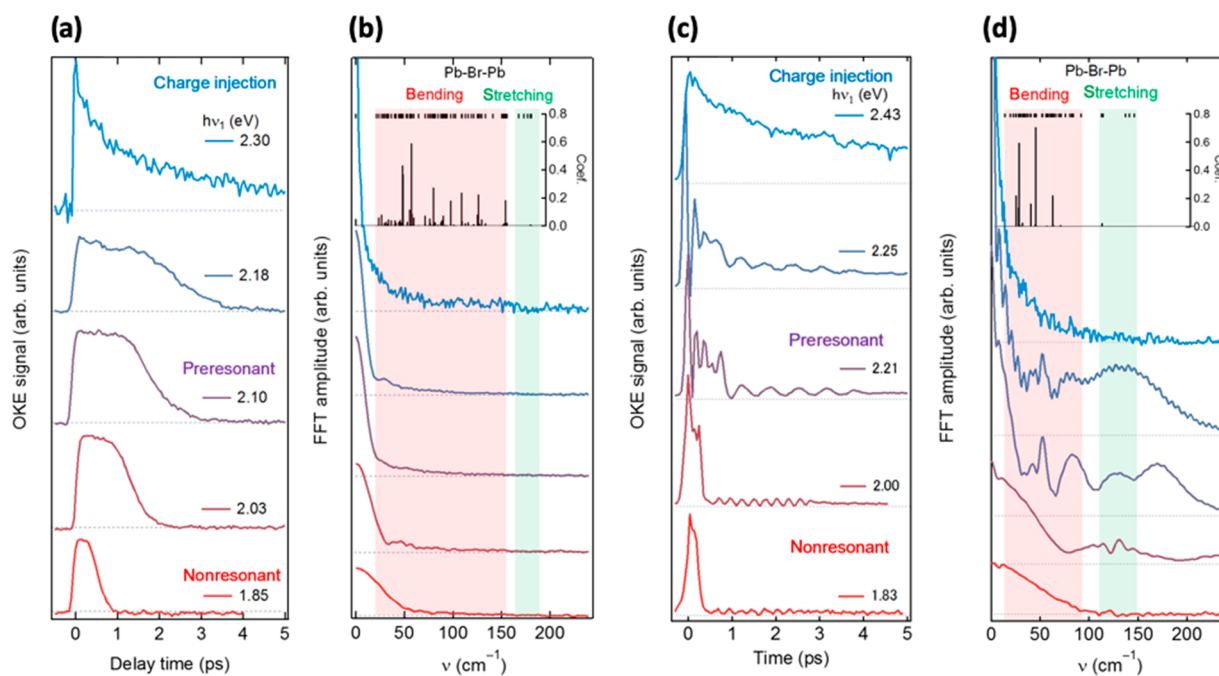 (a)
(b)
(c)
(d)
OKE signal (arb. units)
Charge injection
hν₁ (eV)
2.30
2.18
Preresonant
2.10
2.03
Nonresonant
1.85
0 1 2 3 4 5
Delay time (ps)
FFT amplitude (arb. units)
Pb-Br-Pb
Bending Stretching
0.8
0.6
0.4
0.2
0.0
Coef.
0 50 100 150 200
ν (cm⁻¹)
OKE signal (arb. units)
Charge injection
hν₁ (eV)
2.43
2.25
Preresonant
2.21
2.00
Nonresonant
1.83
0 1 2 3 4 5
Time (ps)
FFT amplitude (arb. units)
Pb-Br-Pb
Bending Stretching
0.8
0.6
0.4
0.2
0.0
Coef.
0 50 100 150 200
ν (cm⁻¹)